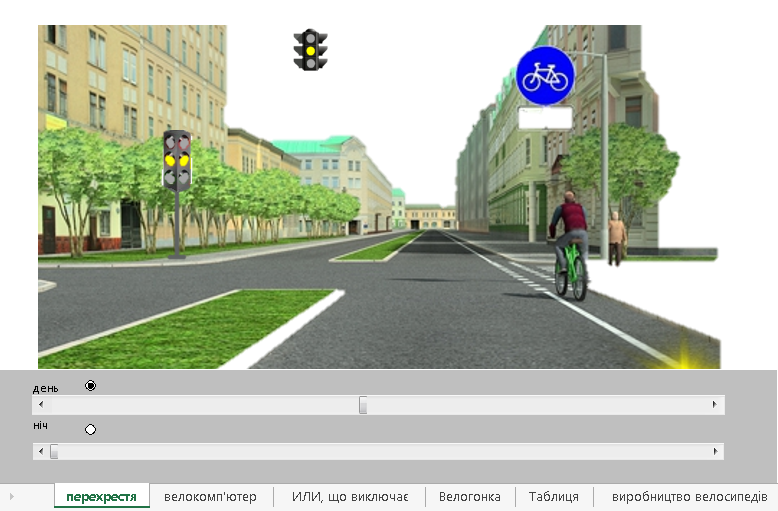 день
ніч
перехрестя
велокомп'ютер
ИЛИ, що виключає
Велогонка
Таблиця
виробництво велосипедів